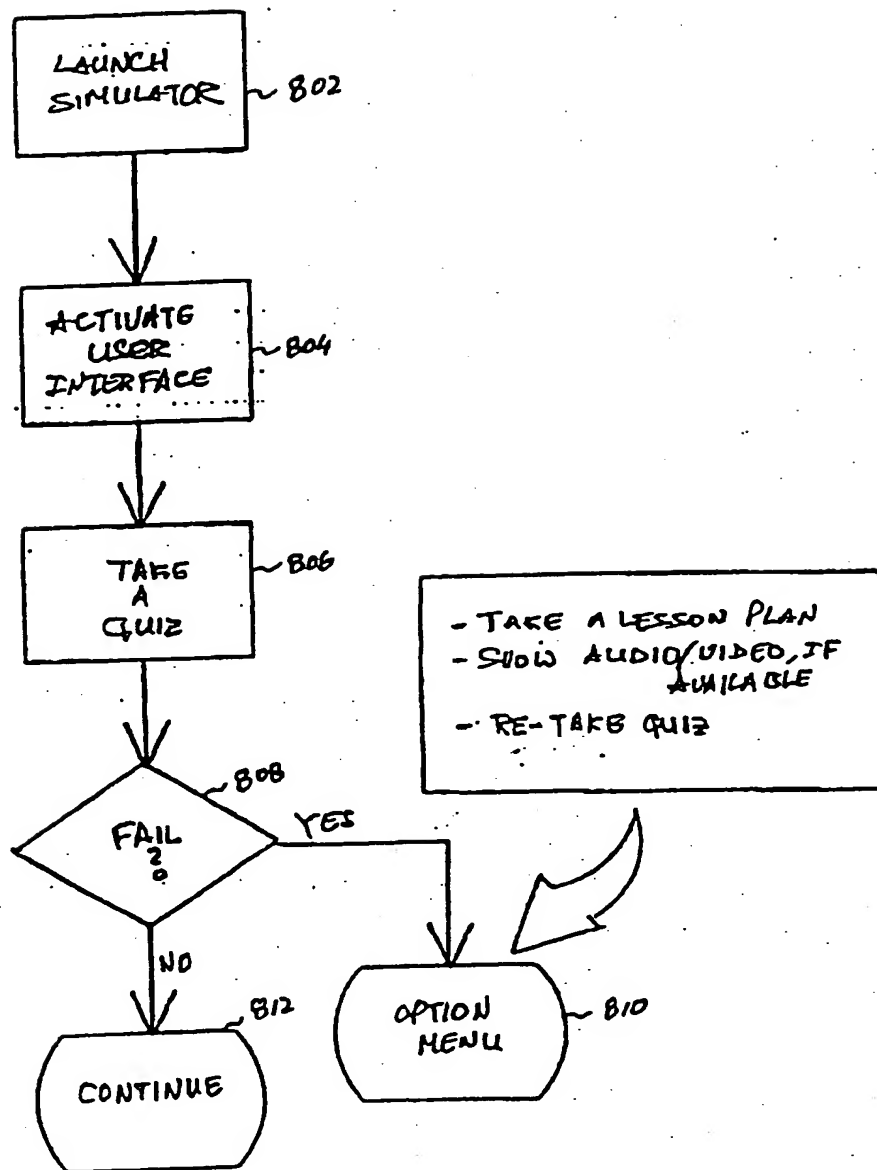 LAUNCH
SIMULATOR
802
ACTIVATE
USER
INTERFACE
804
TAKE
A
QUIZ
806
- TAKE A LESSON PLAN
- SHOW AUDIO/VIDEO, IF
AVAILABLE
- RE-TAKE QUIZ
808
FAIL
?
YES
NO
812
CONTINUE
OPTION
MENU
810